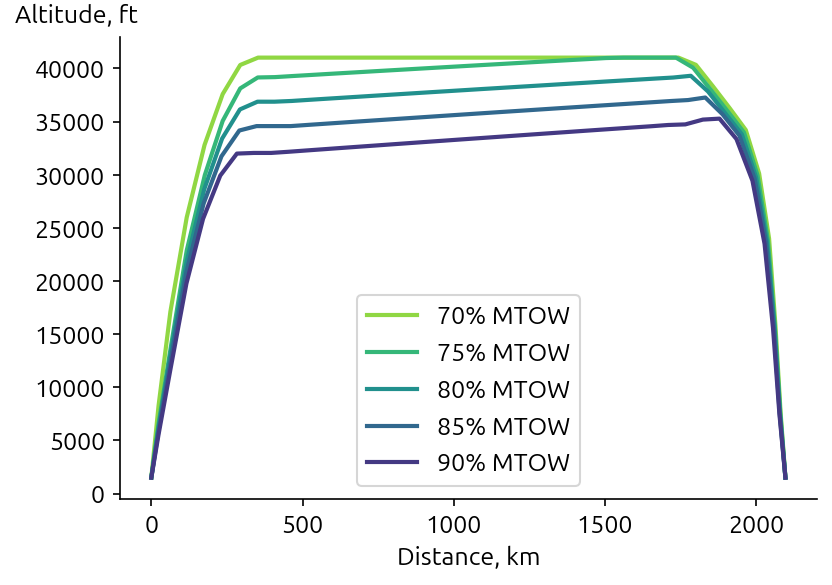 Altitude, ft
40000
35000
30000
25000
20000
15000
10000
5000
0
70% MTOW
75% MTOW
80% MTOW
85% MTOW
90% MTOW
0 500 1000 1500 2000
Distance, km